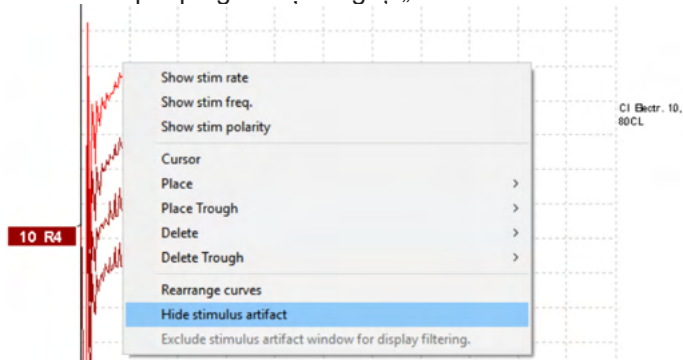 Show stim rate
Show stim freq.
Show stim polarity
CI Electr. 10,
80CL
Cursor
Place
Place Trough
10 R4
Delete
Delete Trough
Rearrange curves
Hide stimulus artifact
Exclude stimulus artifact window for display filtering.